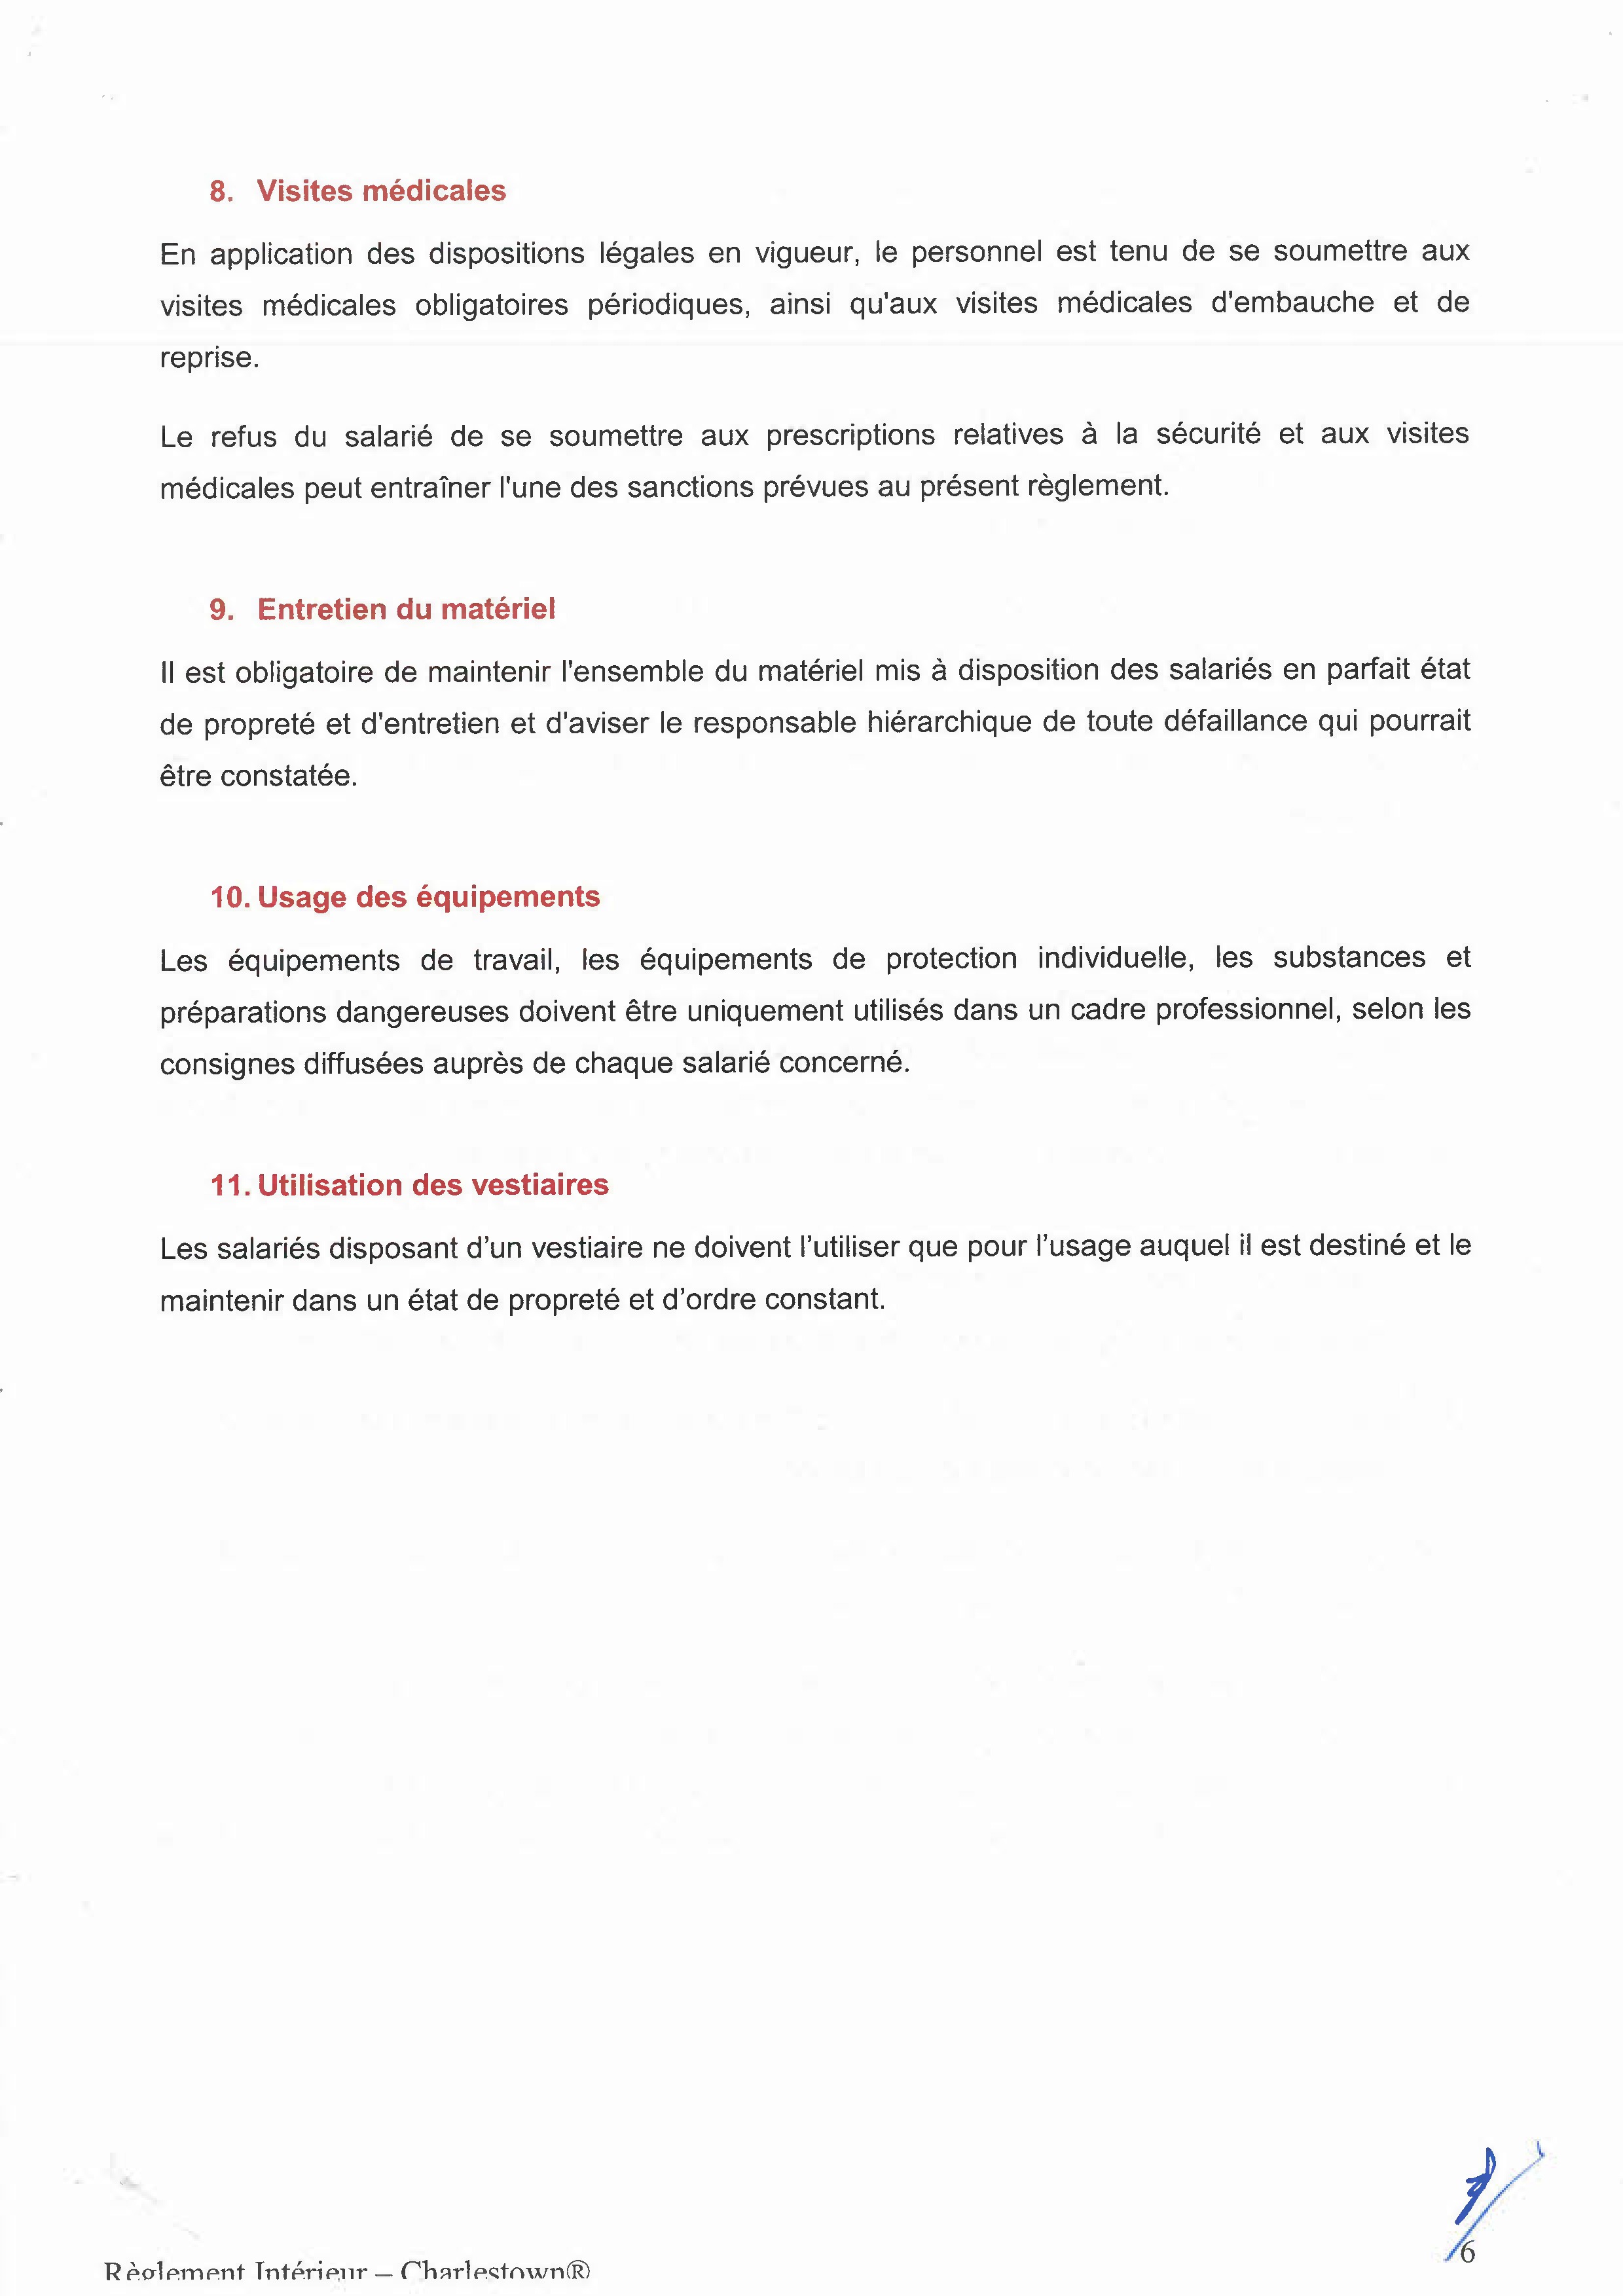 8. Visites médicales
En application des dispositions légales en vigueur, le personnel est tenu de se soumettre aux
visites médicales obligatoires périodiques, ainsi qu'aux visites médicales d'embauche et de
reprise.
Le refus du salarié de se soumettre aux prescriptions relatives à la sécurité et aux visites
médicales peut entraîner l'une des sanctions prévues au présent règlement.
9. Entretien du matériel
Il est obligatoire de maintenir l'ensemble du matériel mis à disposition des salariés en parfait état
de propreté et d'entretien et d'aviser le responsable hiérarchique de toute défaillance qui pourrait
être constatée.
10. Usage des équipements
Les équipements de travail, les équipements de protection individuelle, les substances et
préparations dangereuses doivent être uniquement utilisés dans un cadre professionnel, selon les
consignes diffusées auprès de chaque salarié concerné.
11. Utilisation des vestiaires
Les salariés disposant d’un vestiaire ne doivent l’utiliser que pour l’usage auquel il est destiné et le
maintenir dans un état de propreté et d’ordre constant.
Règlement Intérieur – Charlestown®
6